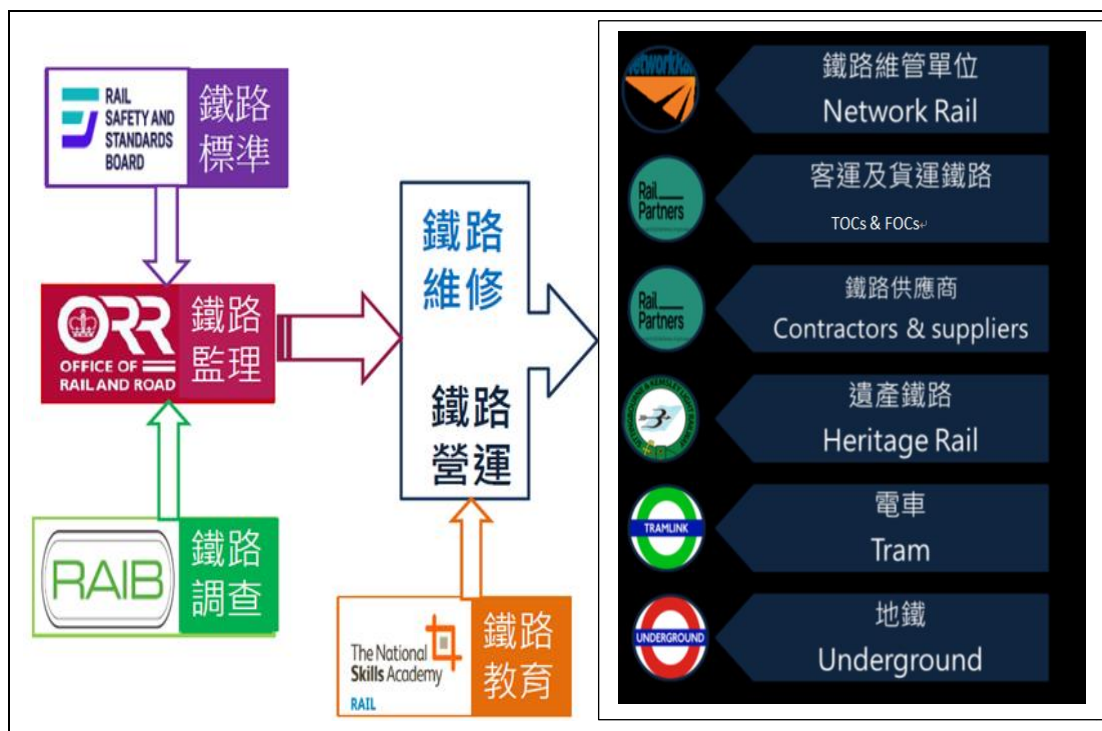 RAIL
SAFETY AND
STANDARDS
BOARD
鐵路
標準
ORR
OFFICE OF
RAIL AND ROAD
鐵路
監理
RAIB
鐵路
調查
鐵路
維修
鐵路
營運
The National
Skills Academy
RAIL
鐵路
教育
NetworkRail
鐵路維管單位
Network Rail
Rail
Partners
客運及貨運鐵路
TOCs & FOCs
Rail
Partners
鐵路供應商
Contractors & suppliers
遺產鐵路
Heritage Rail
TRAMLINK
電車
Tram
UNDERGROUND
地鐵
Underground